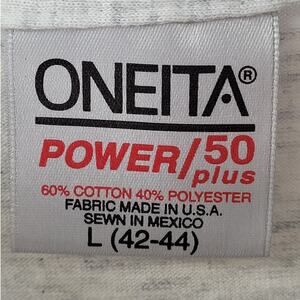 ONEITA®
POWER/50 plus
60% COTTON 40% POLYESTER
FABRIC MADE IN U.S.A.
SEWN IN MEXICO
L (42-44)